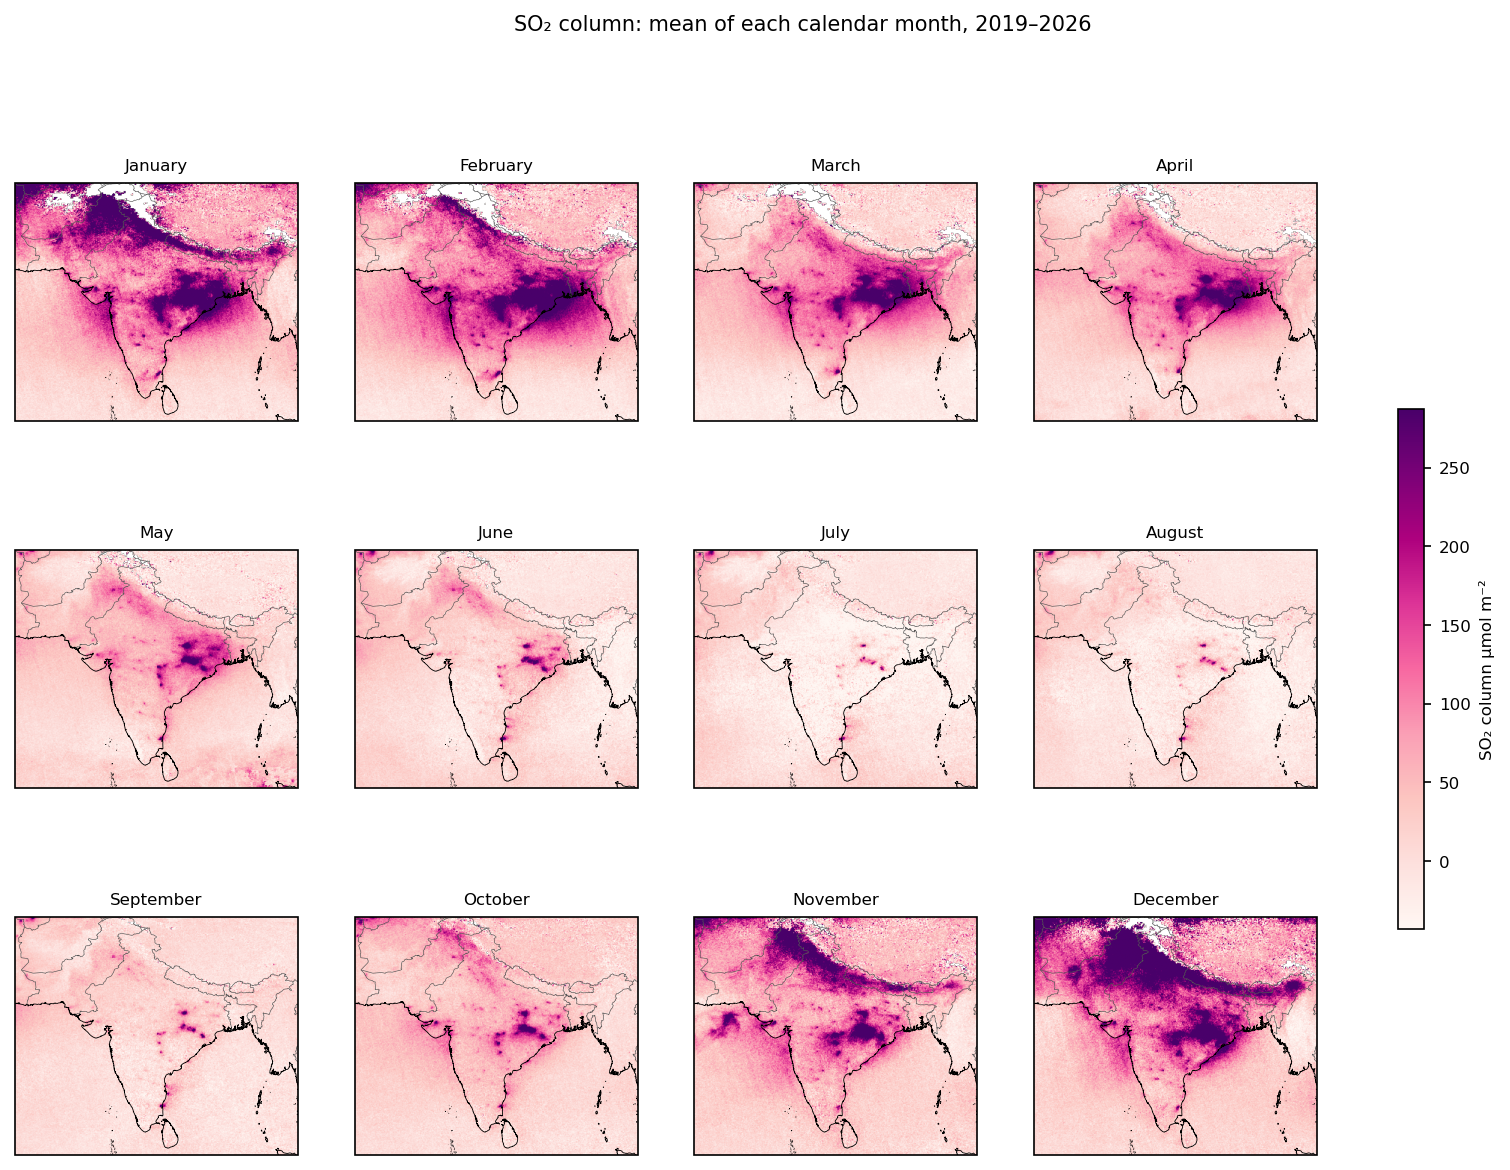 SO₂ column: mean of each calendar month, 2019–2026
January
February
March
April
May
June
July
August
September
October
November
December
250
200
150
100
50
0
SO₂ column µmol m⁻²